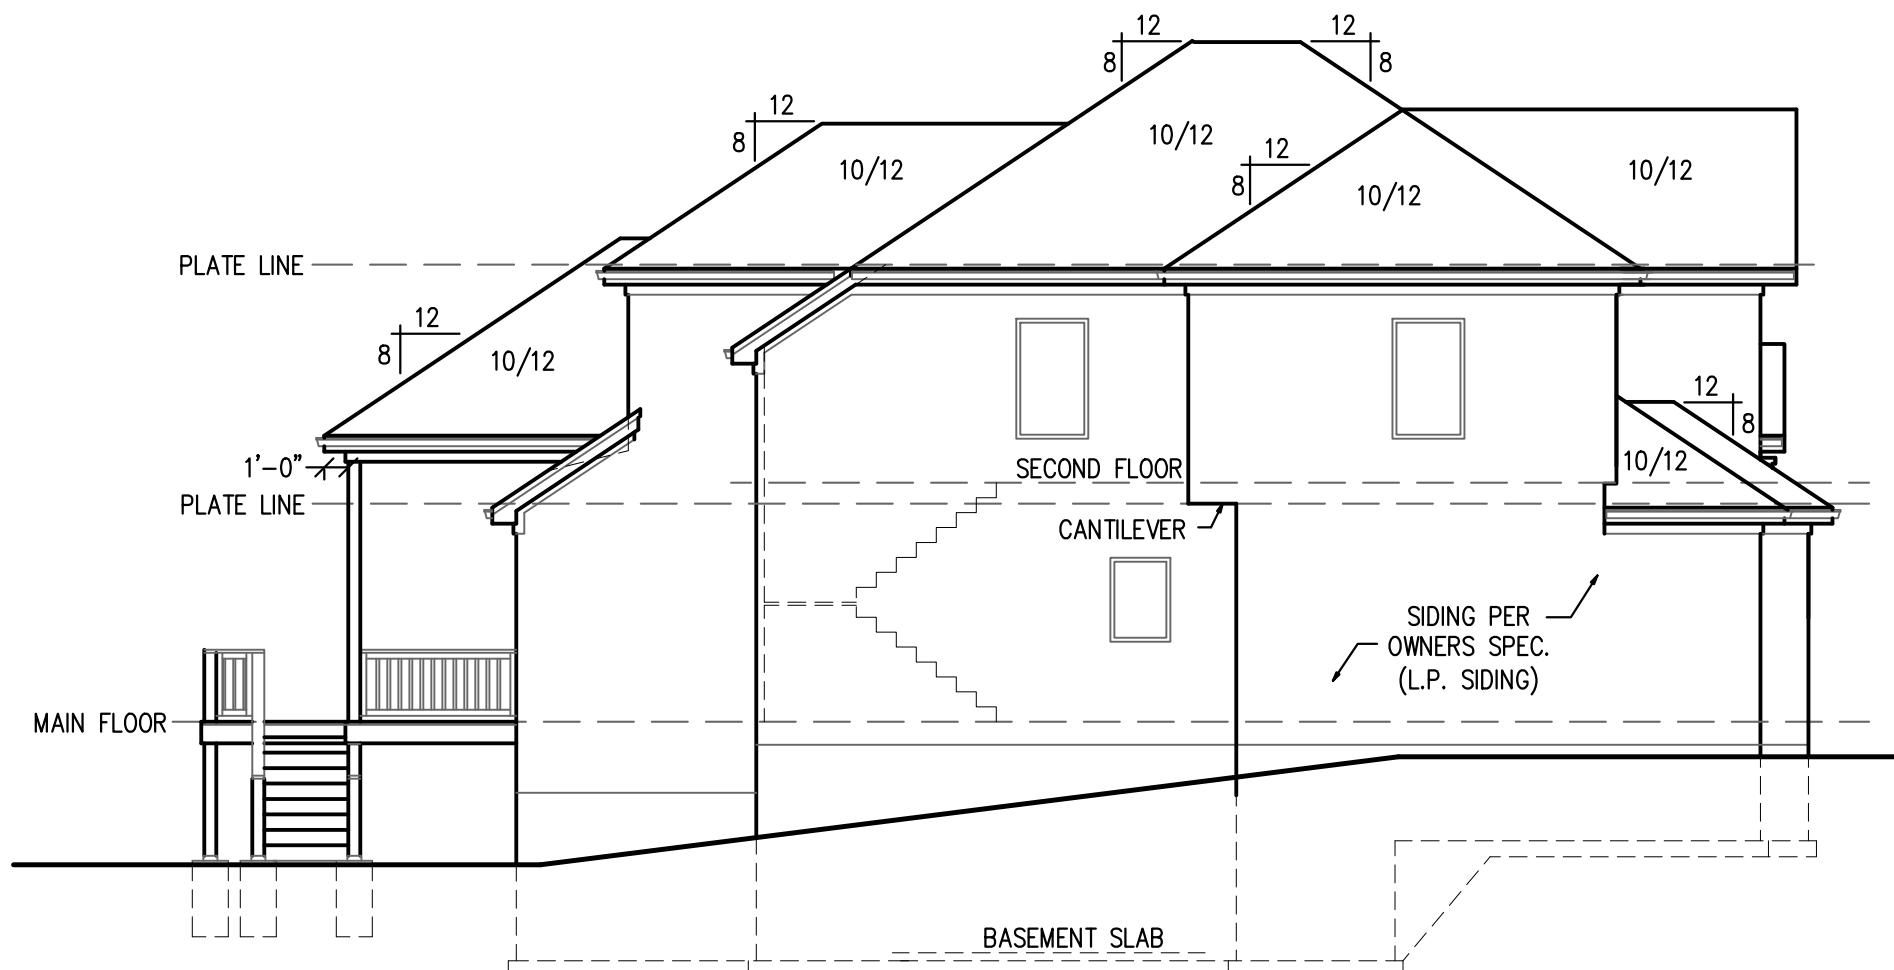 12
12
8
8
12
8
10/12
12
8
10/12
10/12
10/12
PLATE LINE
12
8
10/12
12
8
10/12
1'-0"
SECOND FLOOR
PLATE LINE
CANTILEVER
SIDING PER
OWNERS SPEC.
(L.P. SIDING)
MAIN FLOOR
BASEMENT SLAB